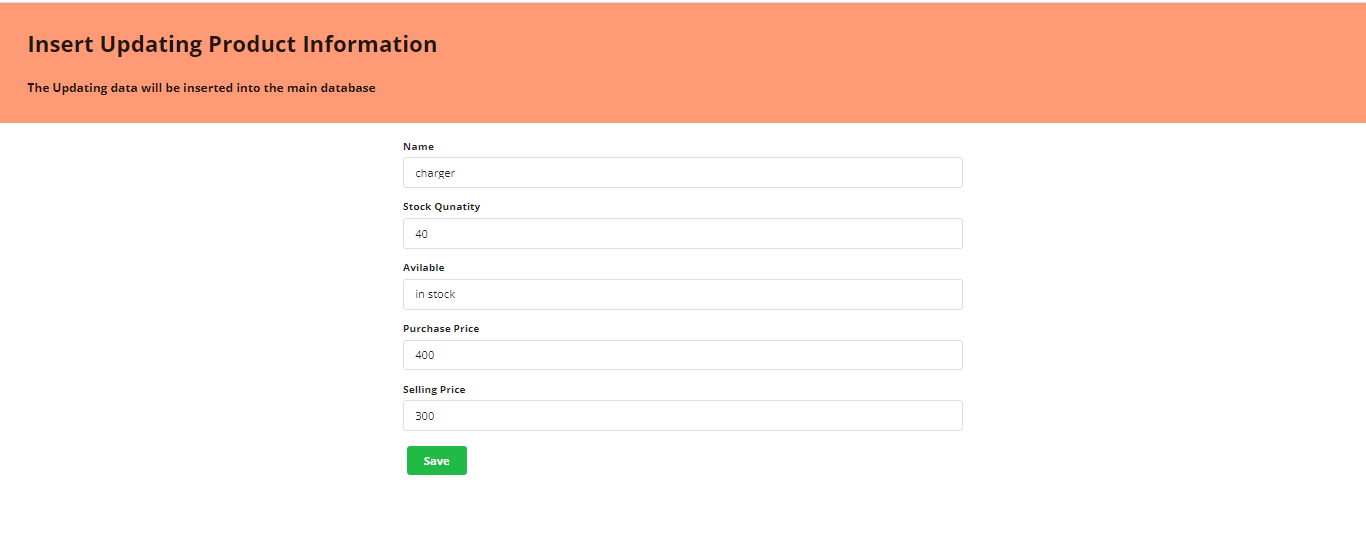 Insert Updating Product Information
The Updating data will be inserted into the main database
Name
charger
Stock Qunatity
40
Avilable
in stock
Purchase Price
400
Selling Price
300
Save